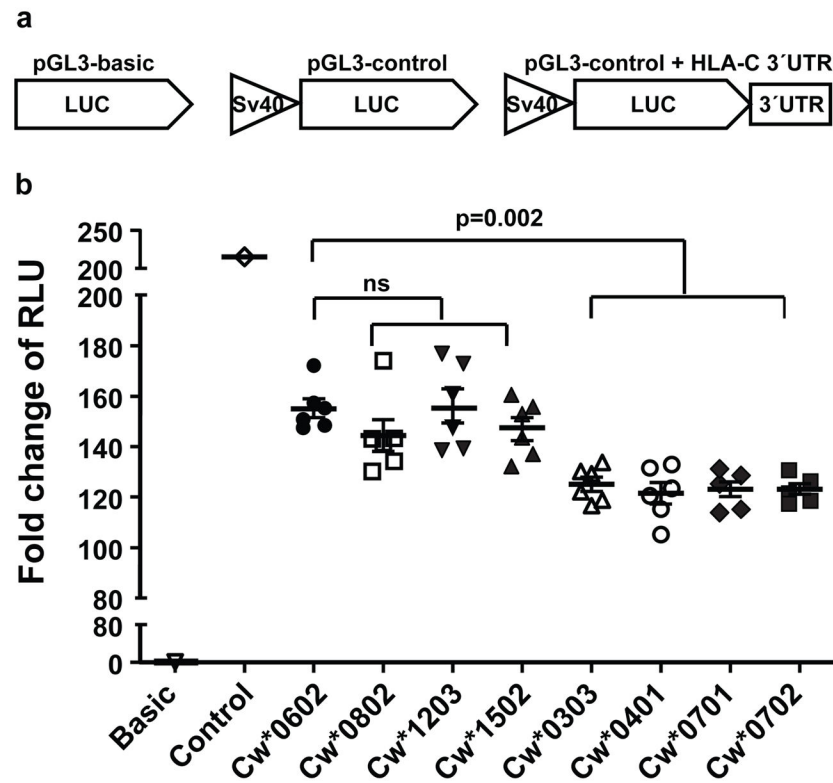 a
pGL3-basic pGL3-control pGL3-control + HLA-C 3´UTR
LUC Sv40 LUC Sv40 LUC 3´UTR
b
p=0.002
ns
Fold change of RLU
250
200
200
180
160
140
120
100
80
80
0
Basic
Control
Cw*0602
Cw*0802
Cw*1203
Cw*1502
Cw*0303
Cw*0401
Cw*0701
Cw*0702